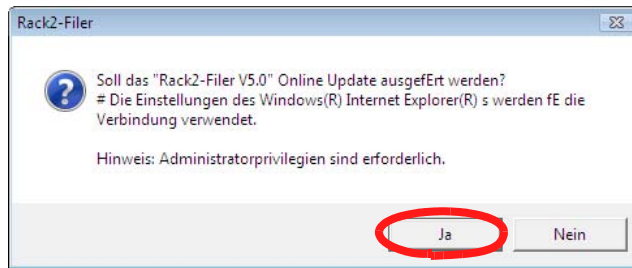 Rack2-Filer
Soll das "Rack2-Filer V5.0" Online Update ausgefErt werden?
# Die Einstellungen des Windows(R) Internet Explorer(R) s werden fE die
Verbindung verwendet.
Hinweis: Administratorprivilegien sind erforderlich.
Ja
Nein